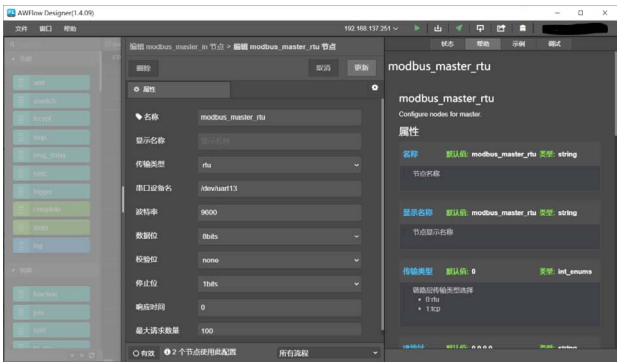 AWFlow Designer(1.4.09)
文件 窗口 帮助
192.168.137.251
编辑 modbus_master_in 节点 > 编辑 modbus_master_rtu 节点
删除 取消 更新
属性
名称 modbus_master_rtu
显示名称 显示名称
传输类型 rtu
串口设备名 /dev/uart13
波特率 9600
数据位 8bits
校验位 none
停止位 1bits
响应时间 0
最大请求数量 100
有效 2 个节点使用此配置 所有流程
状态 帮助 示例 调试
modbus_master_rtu
modbus_master_rtu
Configure nodes for master.
属性
名称 默认值: modbus_master_rtu 类型: string
节点名称
显示名称 默认值: modbus_master_rtu 类型: string
节点显示名称
传输类型 默认值: 0 类型: int_enums
链路层传输类型选择
0:rtu
1:tcp